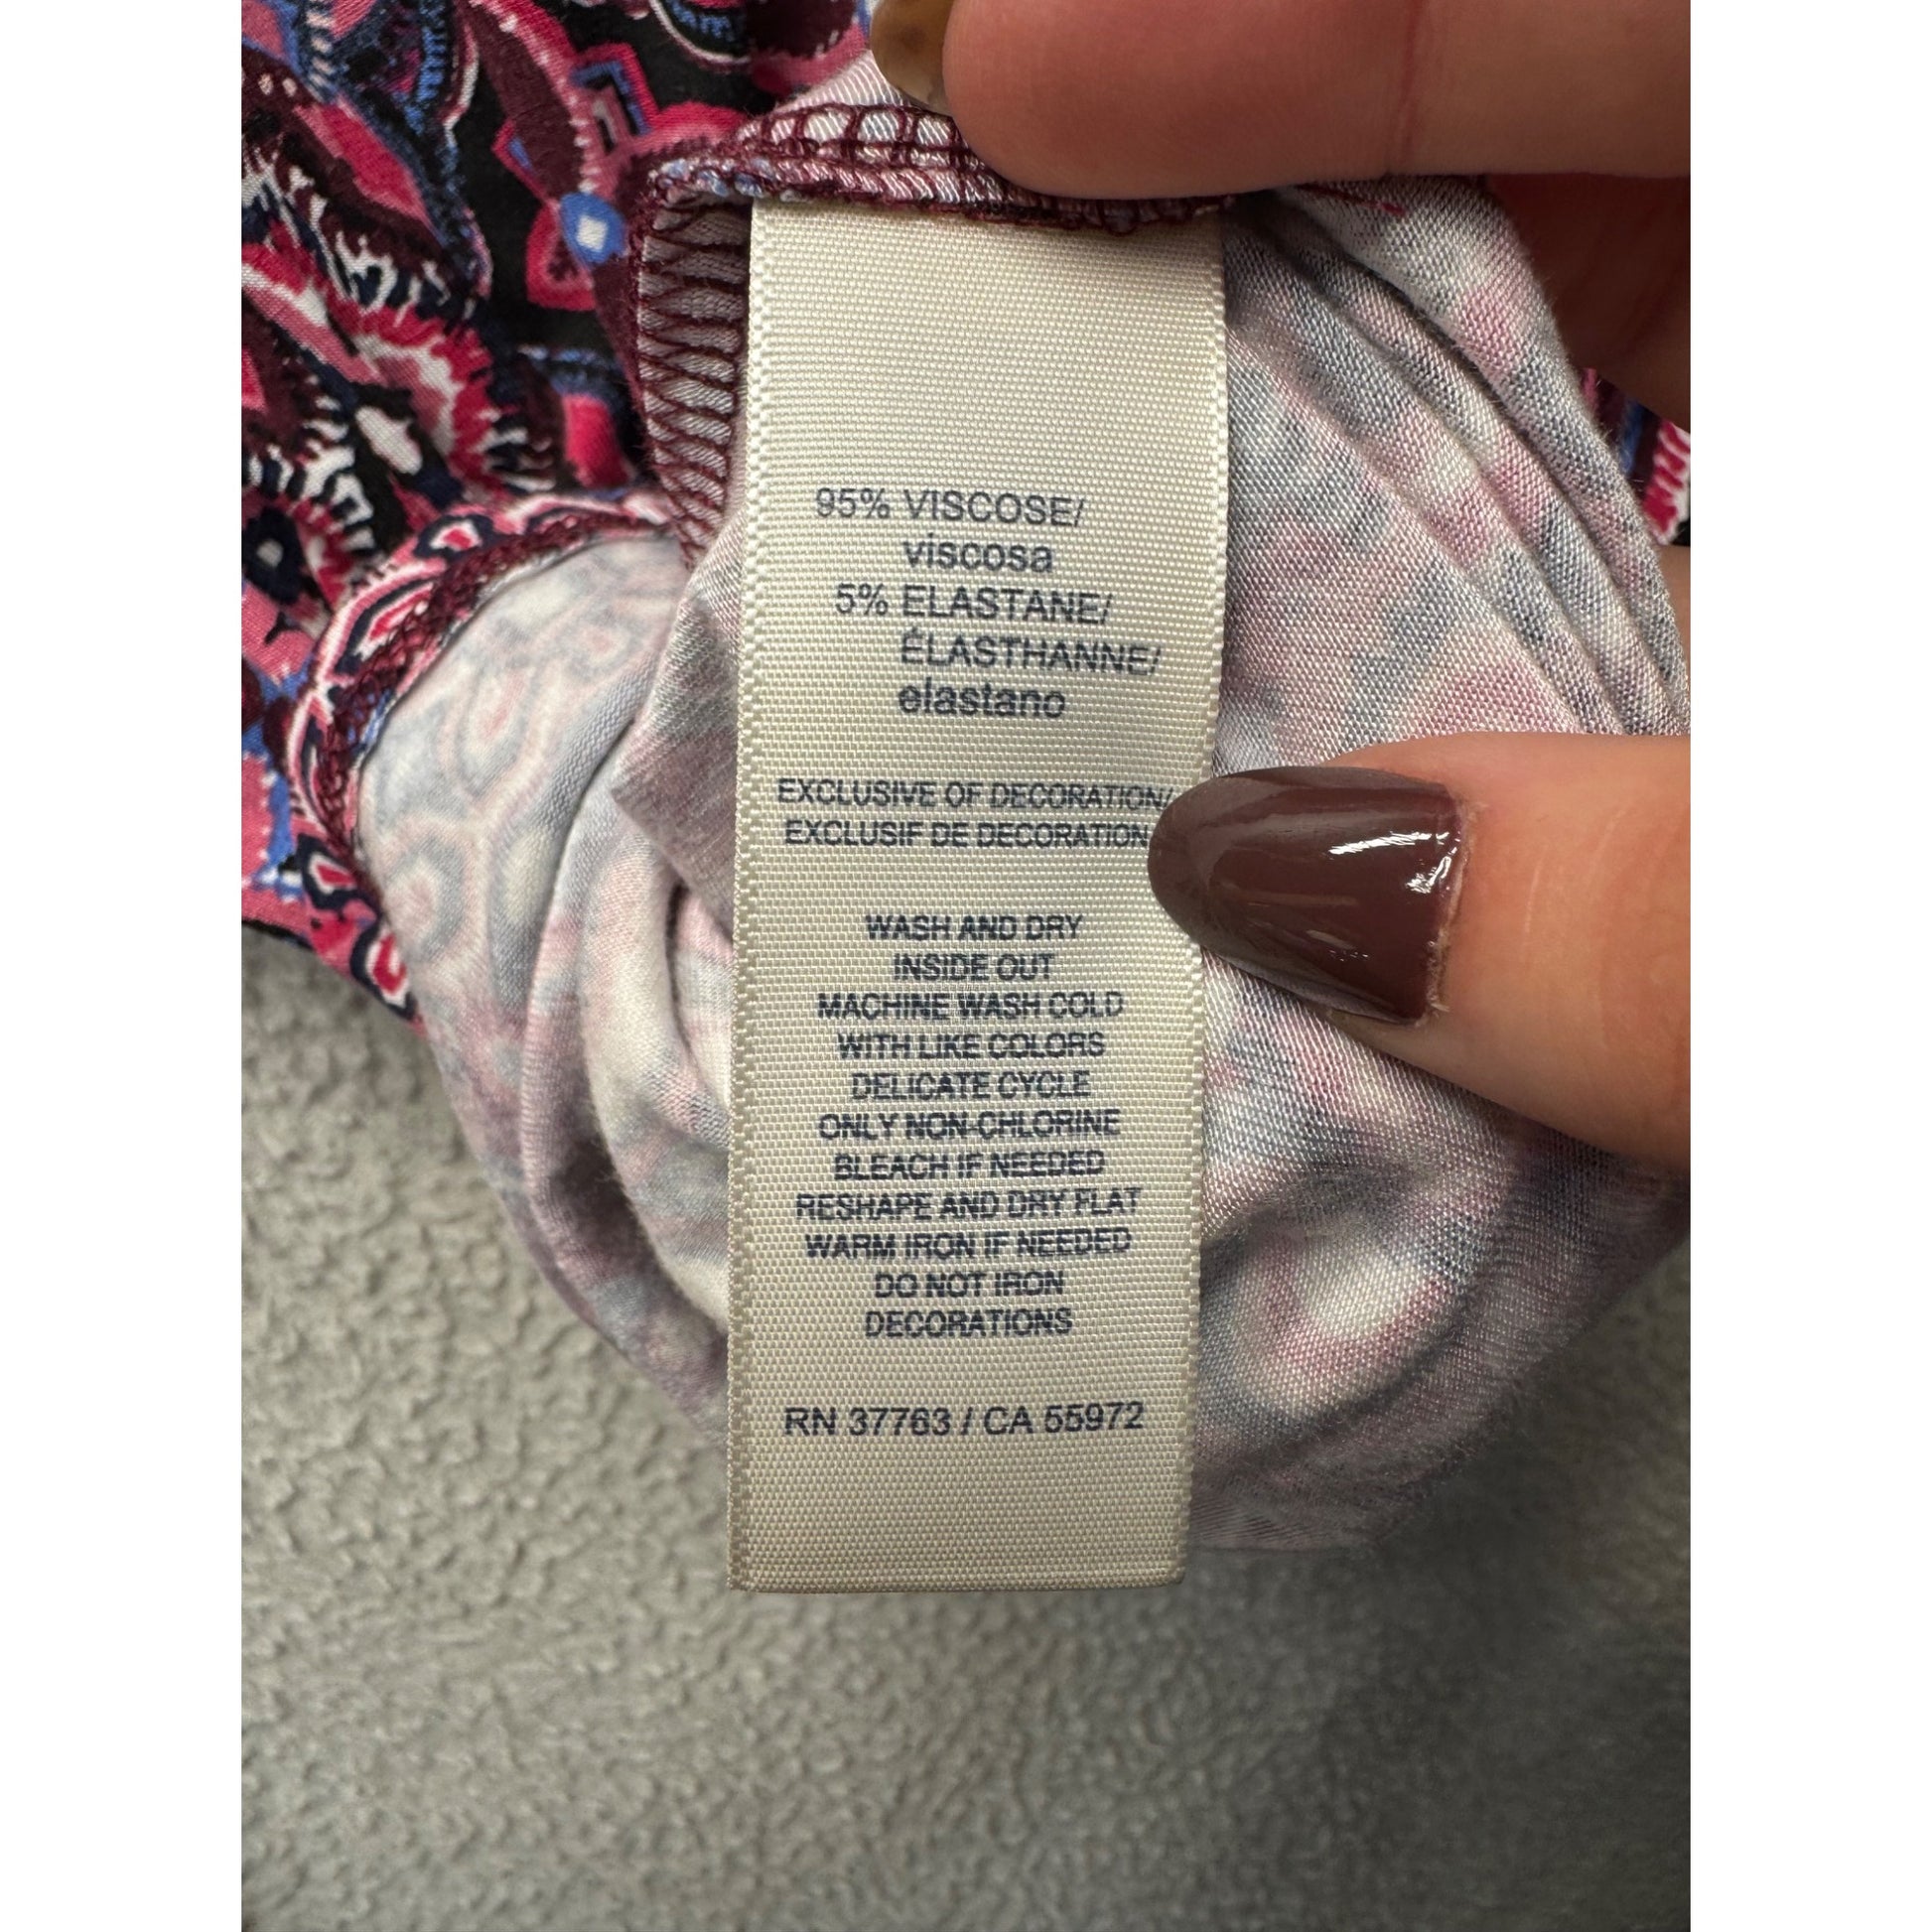 95% VISCOSE/
viscosa
5% ELASTANE/
ÉLASTHANNE/
elastano
EXCLUSIVE OF DECORATION/
EXCLUSIF DE DECORATION
WASH AND DRY
INSIDE OUT
MACHINE WASH COLD
WITH LIKE COLORS
DELICATE CYCLE
ONLY NON-CHLORINE
BLEACH IF NEEDED
RESHAPE AND DRY FLAT
WARM IRON IF NEEDED
DO NOT IRON
DECORATIONS
RN 37763 / CA 55972